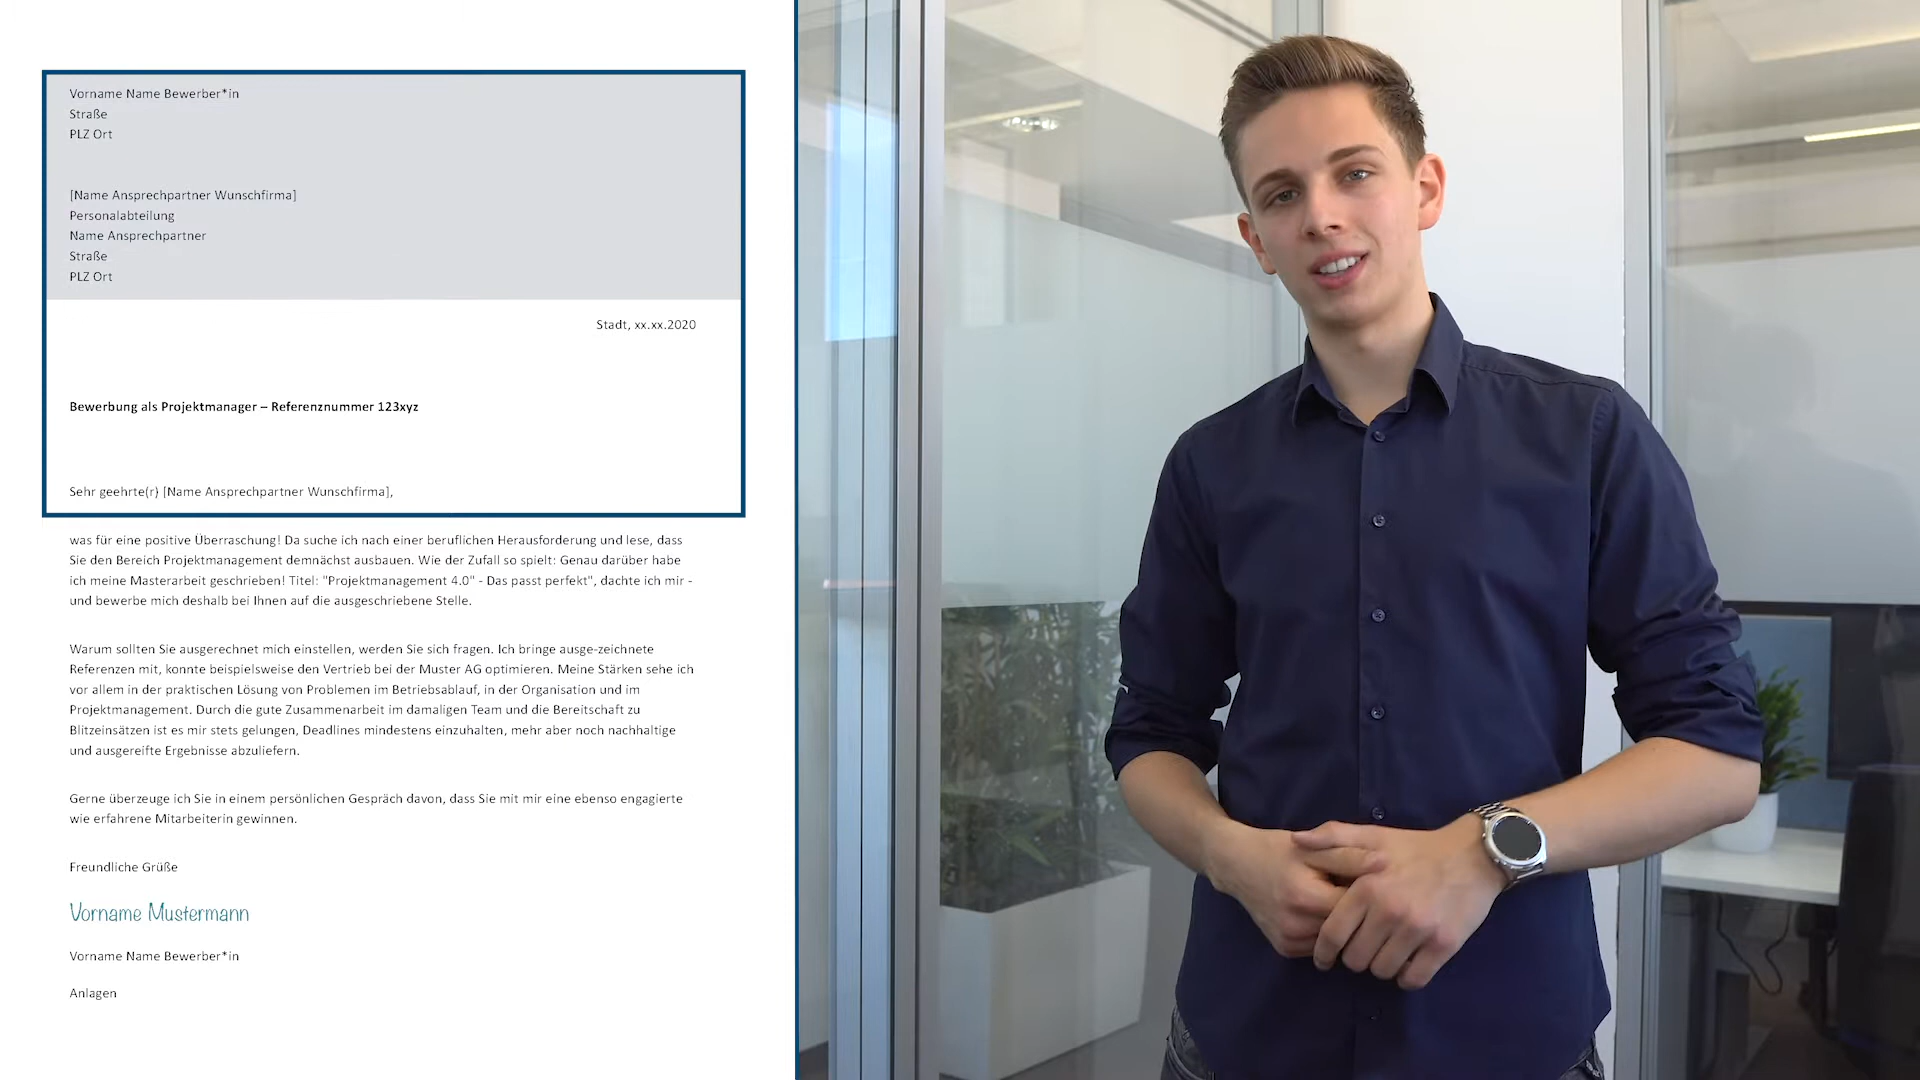 Vorname Name Bewerber*in
Straße
PLZ Ort
[Name Ansprechpartner Wunschfirma]
Personalabteilung
Name Ansprechpartner
Straße
PLZ Ort
Stadt, xx.xx.2020
Bewerbung als Projektmanager – Referenznummer 123xyz
Sehr geehrte(r) [Name Ansprechpartner Wunschfirma],
was für eine positive Überraschung! Da suche ich nach einer beruflichen Herausforderung und lese, dass
Sie den Bereich Projektmanagement demnächst ausbauen. Wie der Zufall so spielt: Genau darüber habe
ich meine Masterarbeit geschrieben! Titel: "Projektmanagement 4.0" - Das passt perfekt", dachte ich mir -
und bewerbe mich deshalb bei Ihnen auf die ausgeschriebene Stelle.
Warum sollten Sie ausgerechnet mich einstellen, werden Sie sich fragen. Ich bringe ausge-zeichnete
Referenzen mit, konnte beispielsweise den Vertrieb bei der Muster AG optimieren. Meine Stärken sehe ich
vor allem in der praktischen Lösung von Problemen im Betriebsablauf, in der Organisation und im
Projektmanagement. Durch die gute Zusammenarbeit im damaligen Team und die Bereitschaft zu
Blitzeinsätzen ist es mir stets gelungen, Deadlines mindestens einzuhalten, mehr aber noch nachhaltige
und ausgereifte Ergebnisse abzuliefern.
Gerne überzeuge ich Sie in einem persönlichen Gespräch davon, dass Sie mit mir eine ebenso engagierte
wie erfahrene Mitarbeiterin gewinnen.
Freundliche Grüße
Vorname Mustermann
Vorname Name Bewerber*in
Anlagen